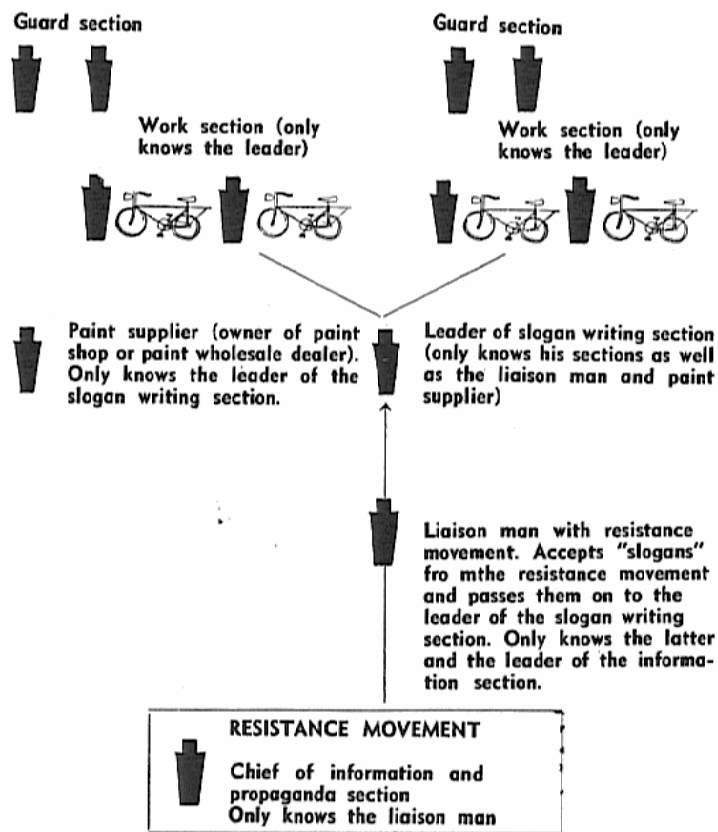 Guard section
Guard section
Work section (only
knows the leader)
Work section (only
knows the leader)
Paint supplier (owner of paint
shop or paint wholesale dealer).
Only knows the leader of the
slogan writing section.
Leader of slogan writing section
(only knows his sections as well
as the liaison man and paint
supplier)
Liaison man with resistance
movement. Accepts "slogans"
fro mthe resistance movement
and passes them on to the
leader of the slogan writing
section. Only knows the latter
and the leader of the informa-
tion section.
RESISTANCE MOVEMENT
Chief of information and
propaganda section
Only knows the liaison man